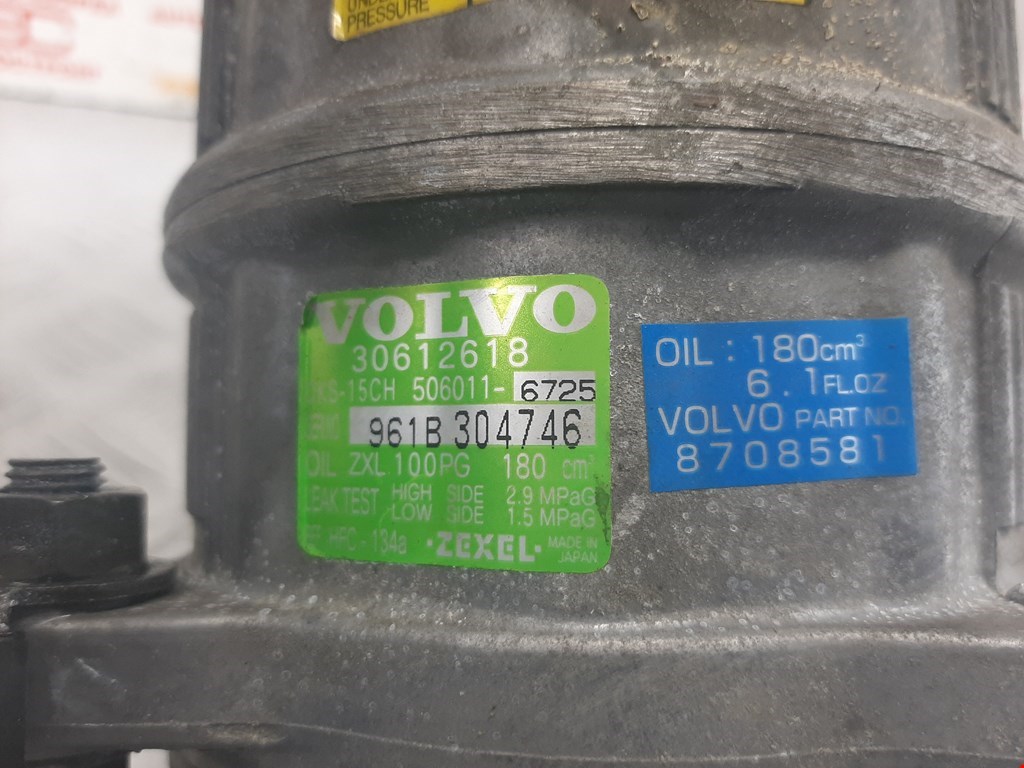 UNDER
PRESSURE
VOLVO
30612618
KS-15CH 506011-6725
961B 304746
OIL ZXL 100PG 180 cm³
LEAK TEST HIGH SIDE 2.9 MPaG
LOW SIDE 1.5 MPaG
HFC-134a ·ZEXEL· MADE IN JAPAN
OIL : 180cm³
6.1FL.OZ
VOLVO PART NO.
8708581